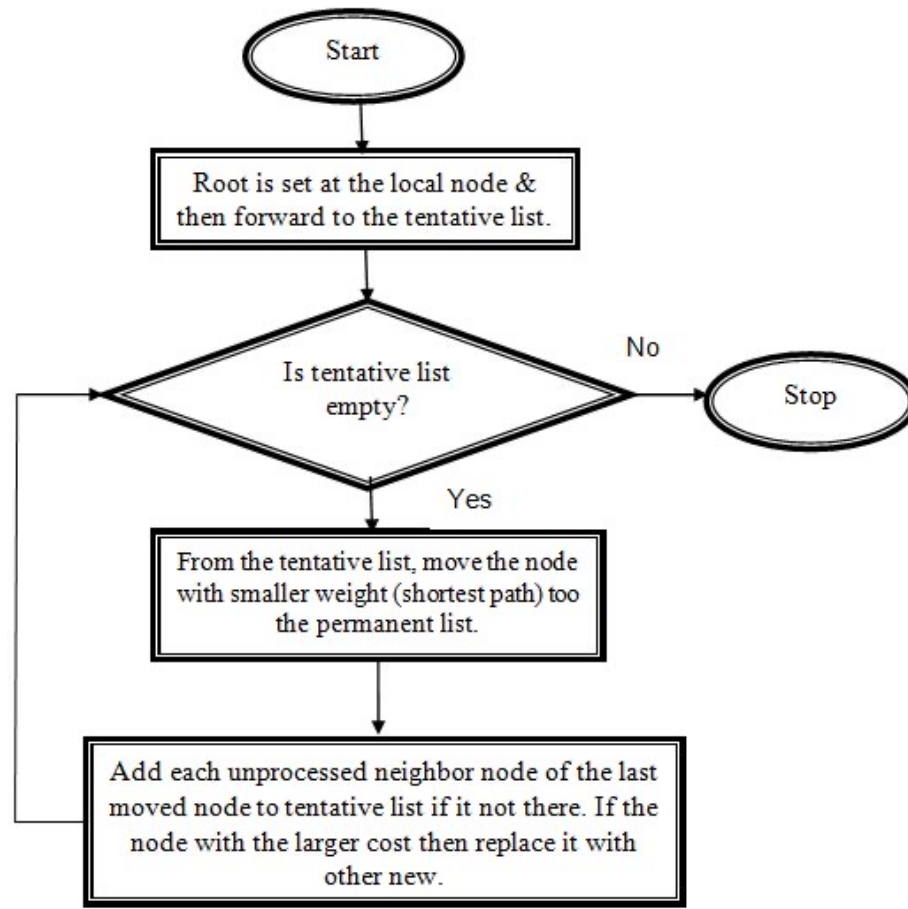 Start
Root is set at the local node &
then forward to the tentative list.
Is tentative list
empty?
No
Stop
Yes
From the tentative list, move the node
with smaller weight (shortest path) too
the permanent list.
Add each unprocessed neighbor node of the last
moved node to tentative list if it not there. If the
node with the larger cost then replace it with
other new.